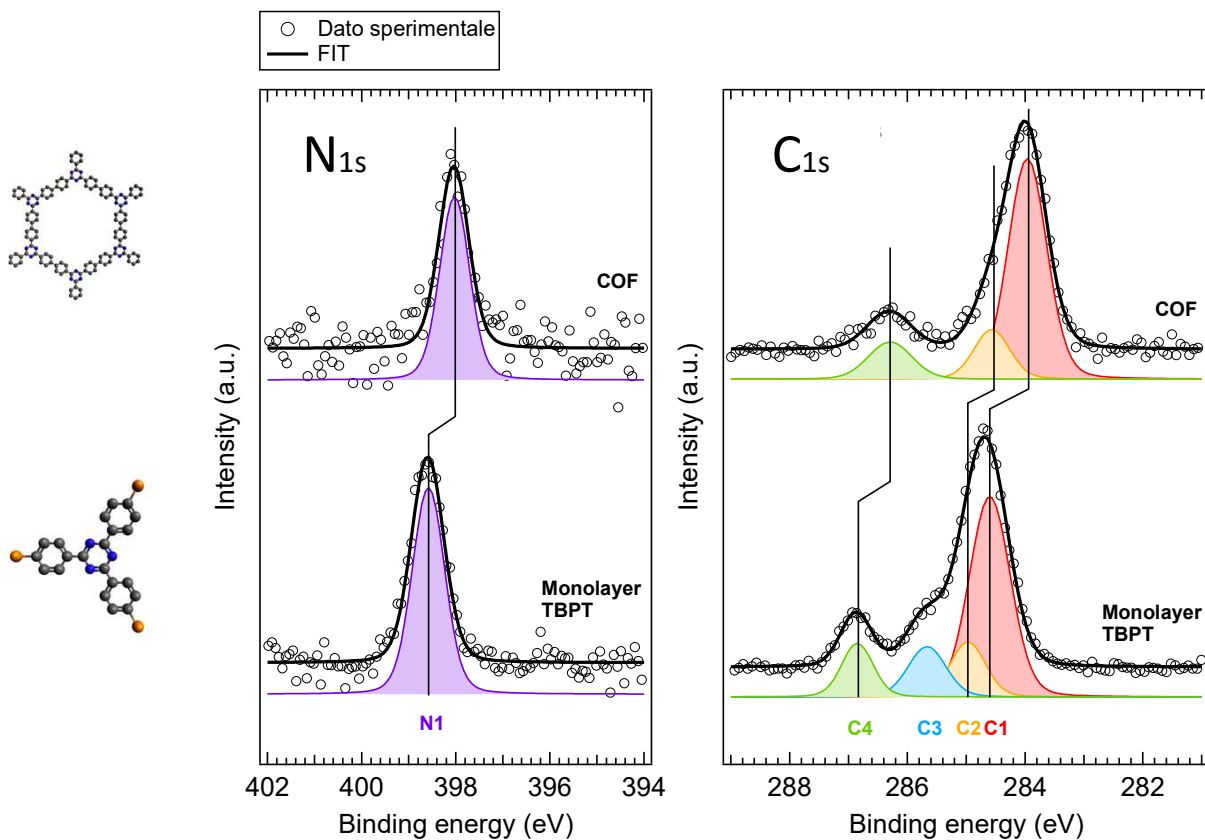 Dato sperimentale
FIT
N1s
COF
Monolayer
TBPT
N1
Intensity (a.u.)
402 400 398 396 394
Binding energy (eV)
C1s
COF
Monolayer
TBPT
C4 C3 C2 C1
Intensity (a.u.)
288 286 284 282
Binding energy (eV)